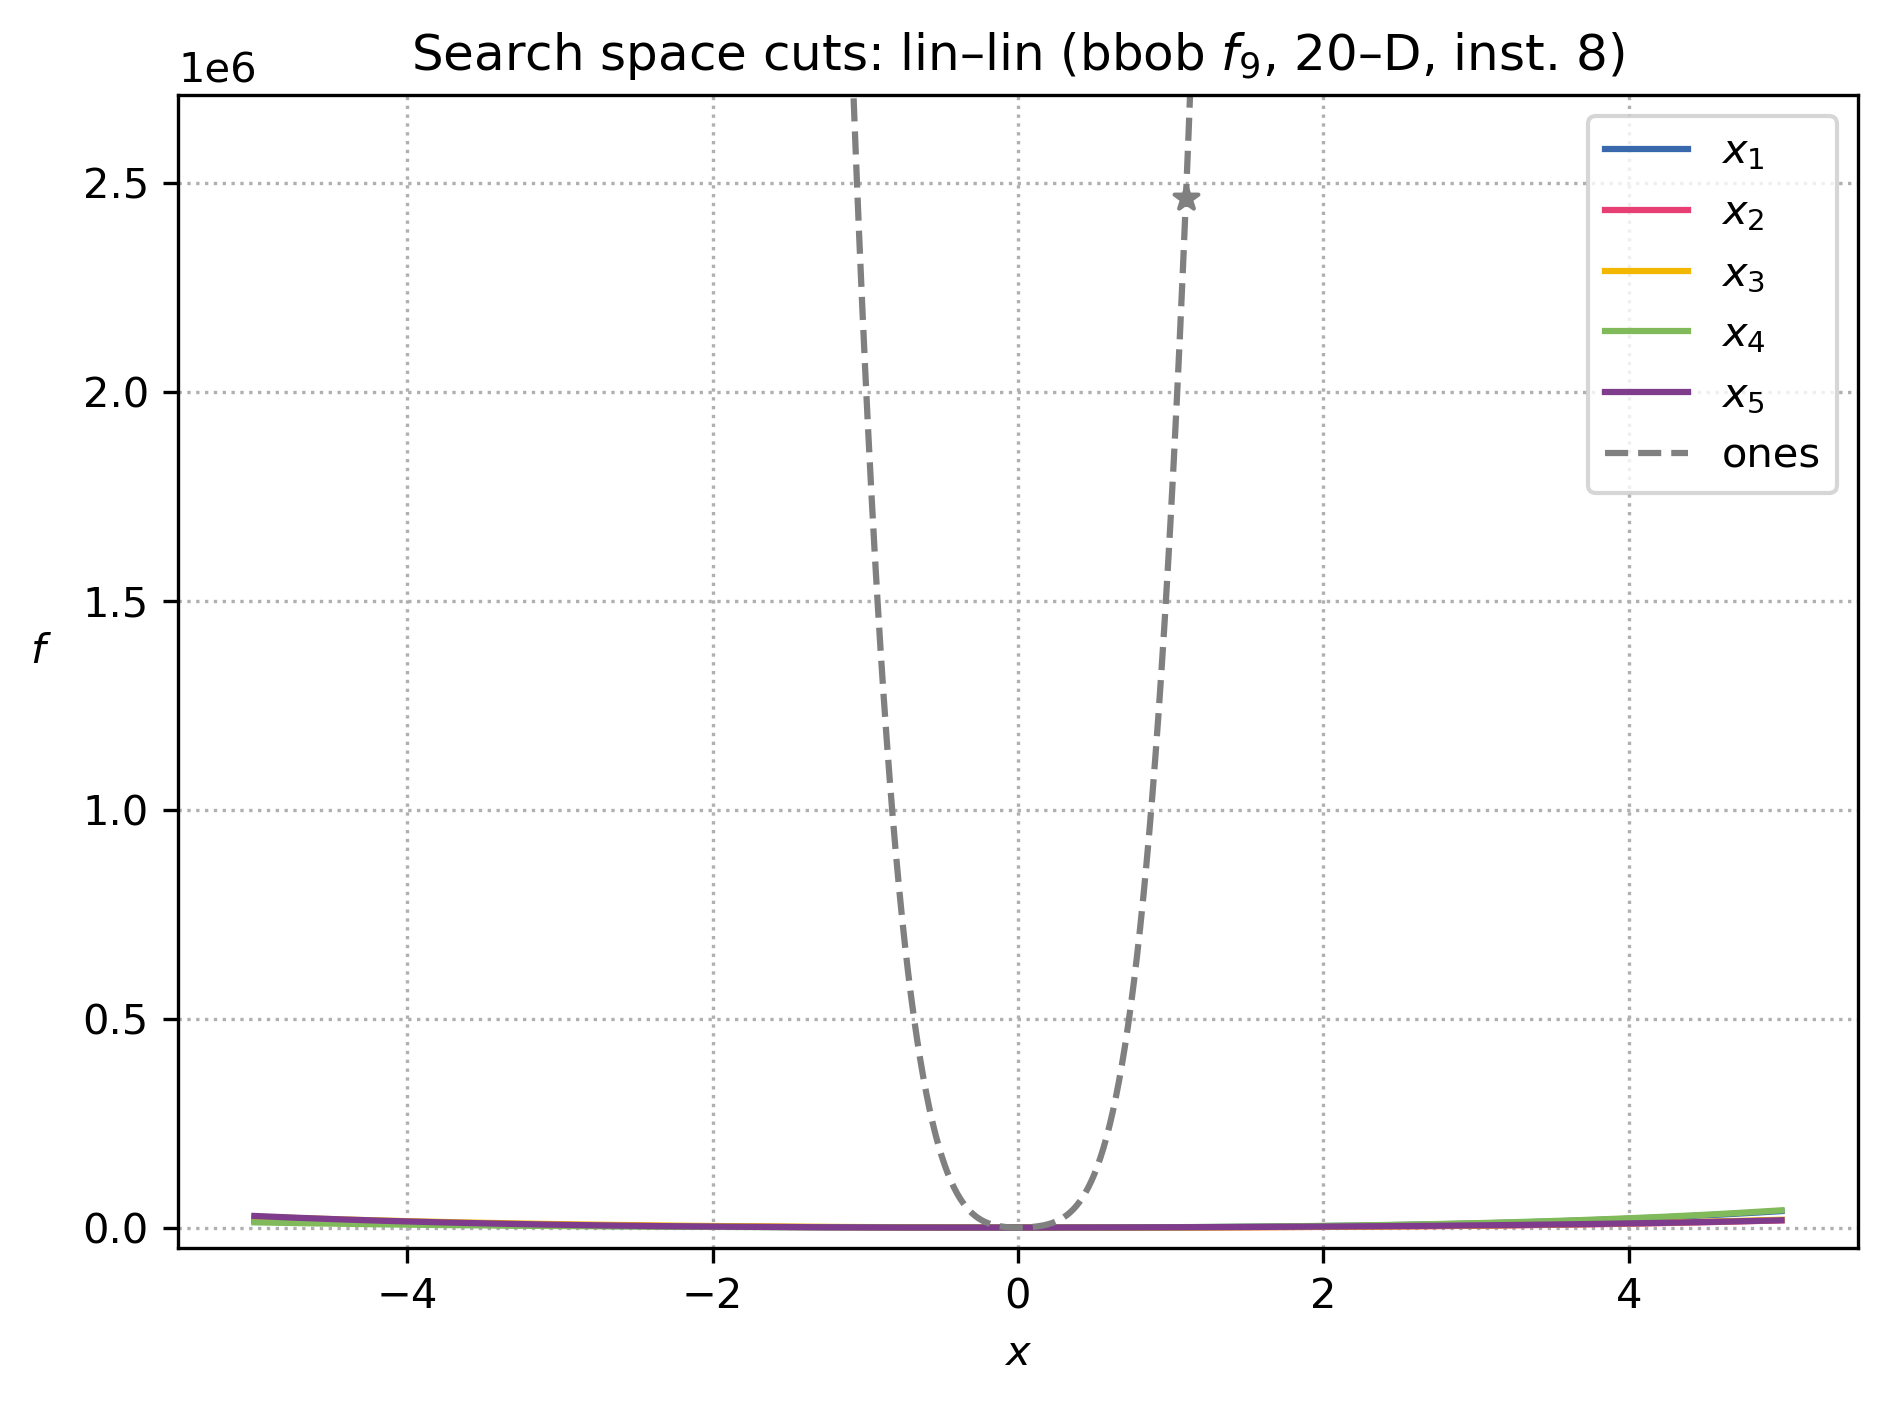 Search space cuts: lin–lin (bbob f₉, 20–D, inst. 8)
1e6
2.5
2.0
1.5
1.0
0.5
0.0
f
−4
−2
0
2
4
x
x₁
x₂
x₃
x₄
x₅
ones